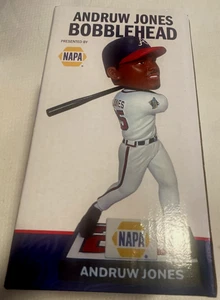 ANDRUW JONES
BOBBLEHEAD
PRESENTED BY
NAPA
NAPA
ANDRUW JONES